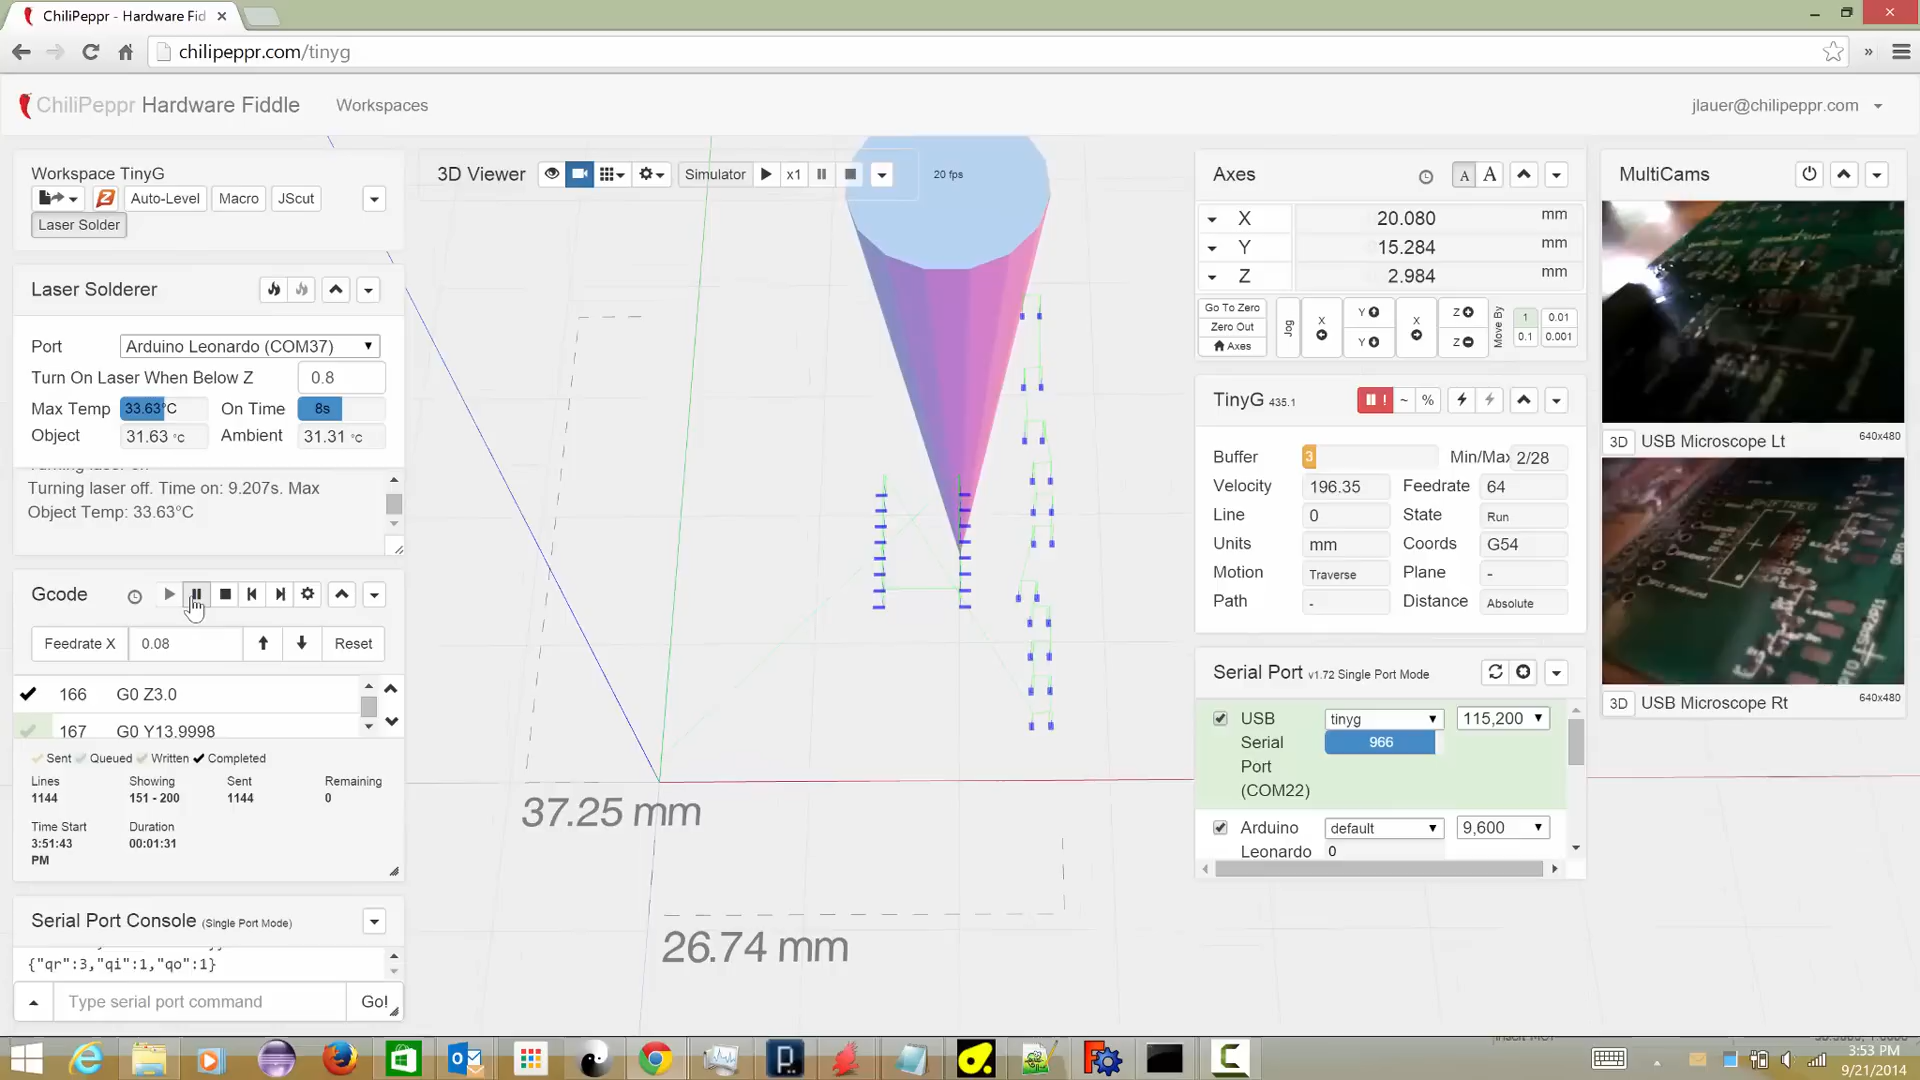 ChiliPeppr - Hardware Fid
chilipeppr.com/tinyg
ChiliPeppr Hardware Fiddle
Workspaces
jlauer@chilipeppr.com
Workspace TinyG
Auto-Level
Macro
JScut
Laser Solder
Laser Solderer
Port
Arduino Leonardo (COM37)
Turn On Laser When Below Z
0.8
Max Temp
33.63°C
On Time
8s
Object
31.63 °C
Ambient
31.31 °C
Turning laser off. Time on: 9.207s. Max
Object Temp: 33.63°C
Gcode
Feedrate X
0.08
Reset
166 G0 Z3.0
167 G0 Y13.9998
Sent Queued Written Completed
Lines Showing Sent Remaining
1144 151 - 200 1144 0
Time Start Duration
3:51:43 00:01:31
PM
Serial Port Console (Single Port Mode)
{"qr":3,"qi":1,"qo":1}
Type serial port command
Go!
3D Viewer
Simulator
x1
20 fps
37.25 mm
26.74 mm
Axes
A A
X 20.080 mm
Y 15.284 mm
Z 2.984 mm
Go To Zero
Zero Out
Axes
Jog
X
Y
Y
X
Z
Z
Move By
1 0.01
0.1 0.001
TinyG 435.1
! ~ %
Buffer 3 Min/Max 2/28
Velocity 196.35 Feedrate 64
Line 0 State Run
Units mm Coords G54
Motion Traverse Plane -
Path - Distance Absolute
Serial Port v1.72 Single Port Mode
USB
Serial
Port
(COM22)
tinyg
115,200
966
Arduino
Leonardo
default
9,600
0
MultiCams
3D USB Microscope Lt 640x480
3D USB Microscope Rt 640x480
3:53 PM
9/21/2014